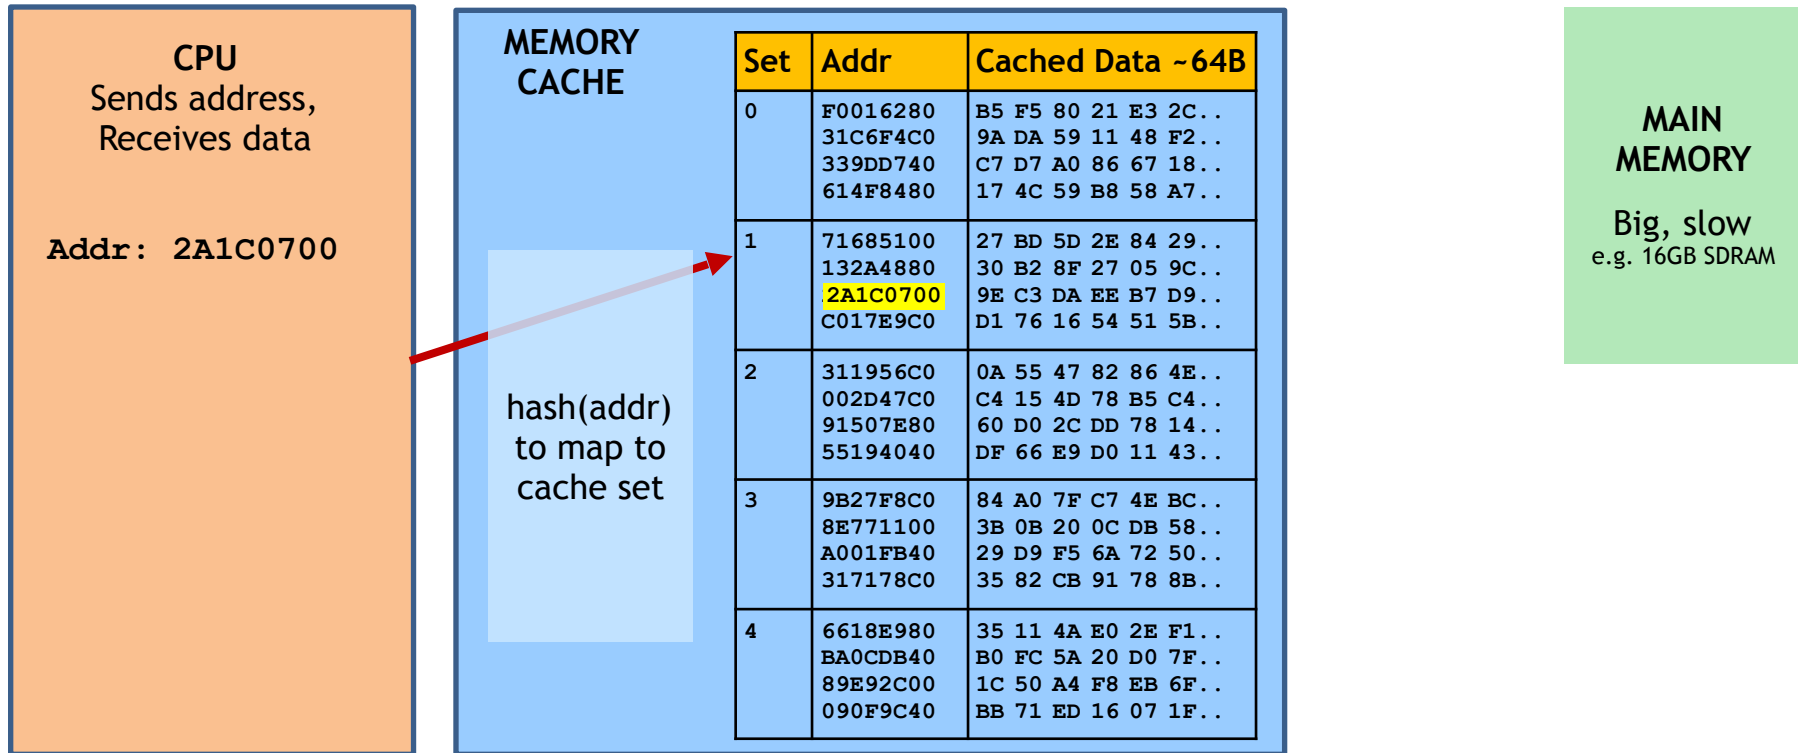 CPU
Sends address,
Receives data
Addr: 2A1C0700
MEMORY
CACHE
hash(addr)
to map to
cache set
Set Addr Cached Data ~64B
0 F0016280 B5 F5 80 21 E3 2C..
31C6F4C0 9A DA 59 11 48 F2..
339DD740 C7 D7 A0 86 67 18..
614F8480 17 4C 59 B8 58 A7..
1 71685100 27 BD 5D 2E 84 29..
132A4880 30 B2 8F 27 05 9C..
2A1C0700 9E C3 DA EE B7 D9..
C017E9C0 D1 76 16 54 51 5B..
2 311956C0 0A 55 47 82 86 4E..
002D47C0 C4 15 4D 78 B5 C4..
91507E80 60 D0 2C DD 78 14..
55194040 DF 66 E9 D0 11 43..
3 9B27F8C0 84 A0 7F C7 4E BC..
8E771100 3B 0B 20 0C DB 58..
A001FB40 29 D9 F5 6A 72 50..
317178C0 35 82 CB 91 78 8B..
4 6618E980 35 11 4A E0 2E F1..
BA0CDB40 B0 FC 5A 20 D0 7F..
89E92C00 1C 50 A4 F8 EB 6F..
090F9C40 BB 71 ED 16 07 1F..
MAIN
MEMORY
Big, slow
e.g. 16GB SDRAM